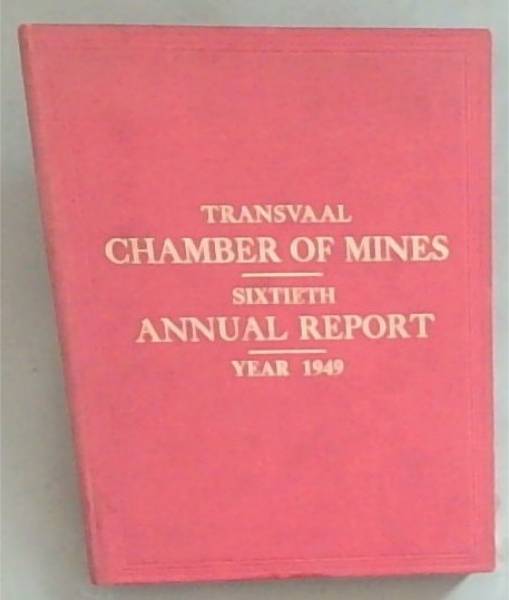 TRANSVAAL
CHAMBER OF MINES
SIXTIETH
ANNUAL REPORT
YEAR 1949